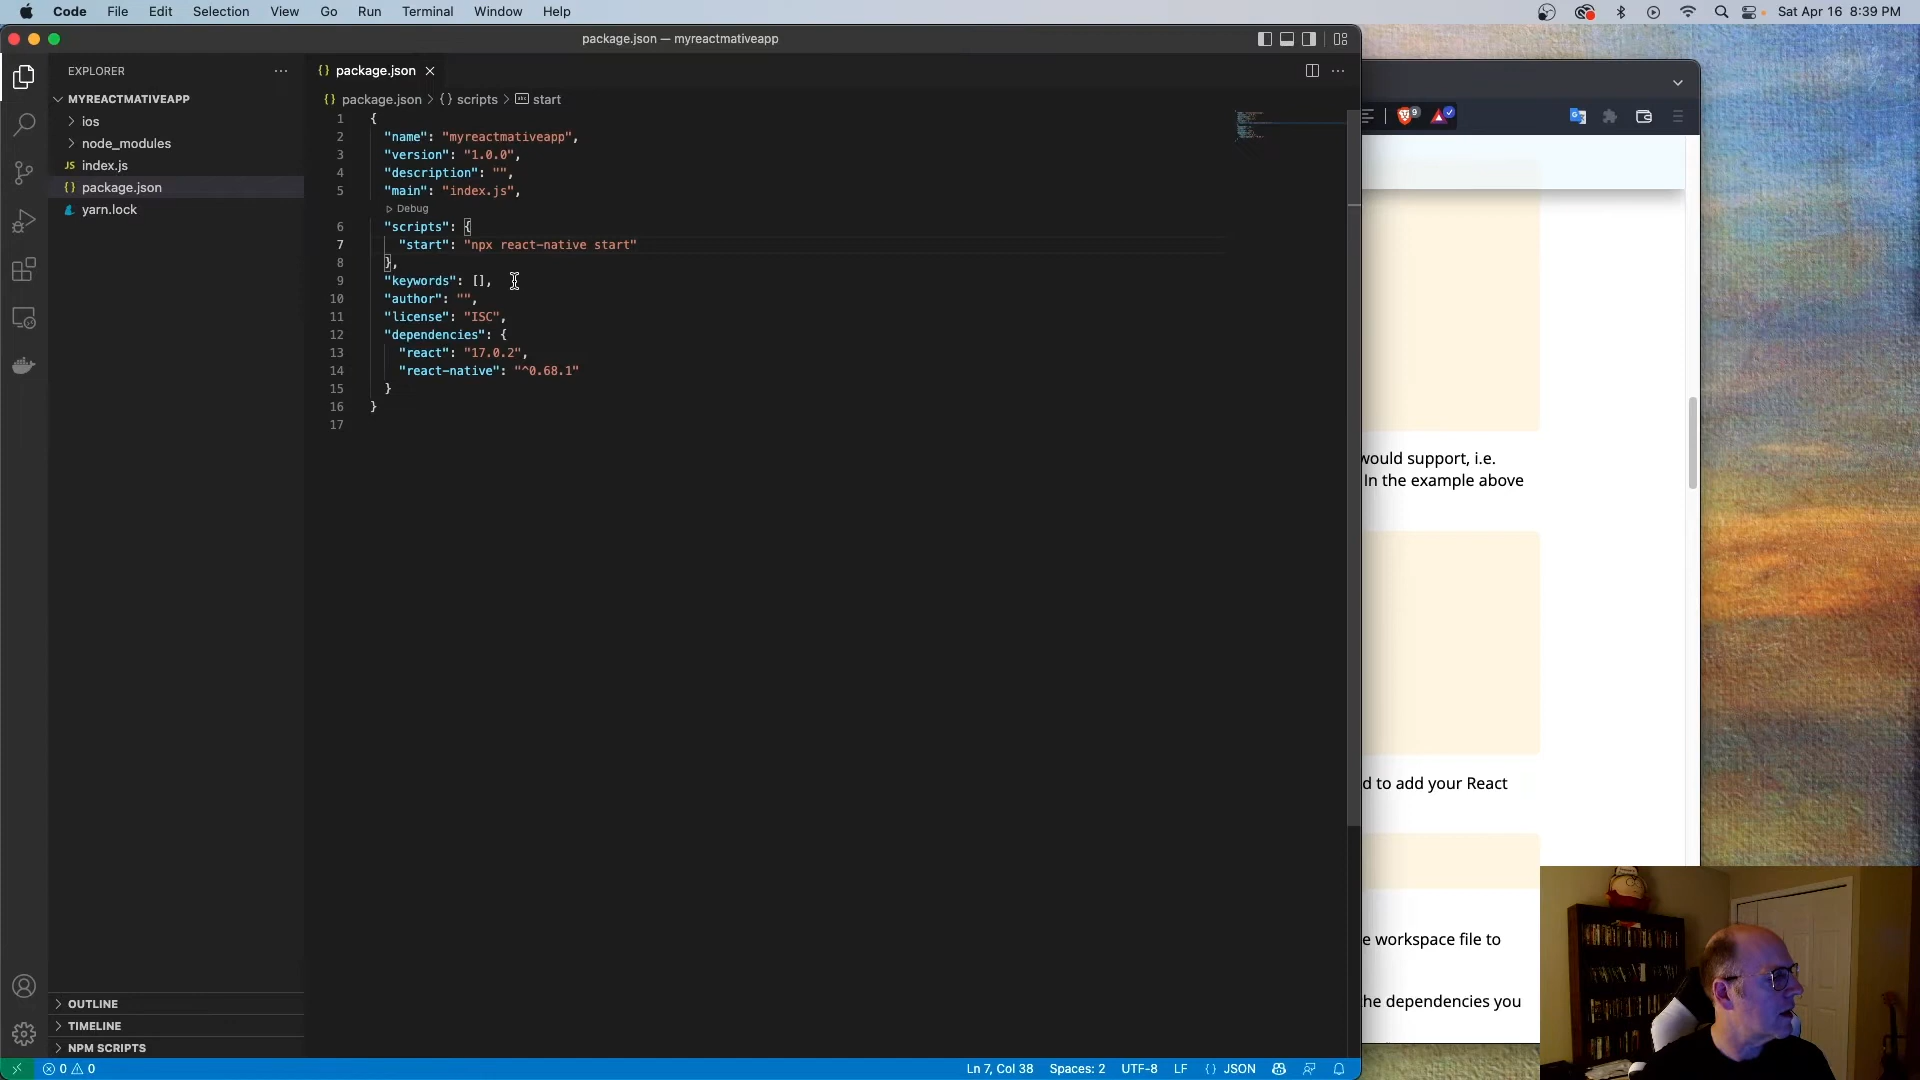 Code File Edit Selection View Go Run Terminal Window Help
Sat Apr 16 8:39 PM
package.json — myreactmativeapp
EXPLORER
MYREACTMATIVEAPP
ios
node_modules
JS index.js
{} package.json
yarn.lock
OUTLINE
TIMELINE
NPM SCRIPTS
{} package.json
{} package.json > {} scripts > abc start
1 {
2 "name": "myreactmativeapp",
3 "version": "1.0.0",
4 "description": "",
5 "main": "index.js",
Debug
6 "scripts": {
7 "start": "npx react-native start"
8 },
9 "keywords": [],
10 "author": "",
11 "license": "ISC",
12 "dependencies": {
13 "react": "17.0.2",
14 "react-native": "^0.68.1"
15 }
16 }
17
9
would support, i.e.
In the example above
d to add your React
e workspace file to
the dependencies you
0 0
Ln 7, Col 38 Spaces: 2 UTF-8 LF {} JSON